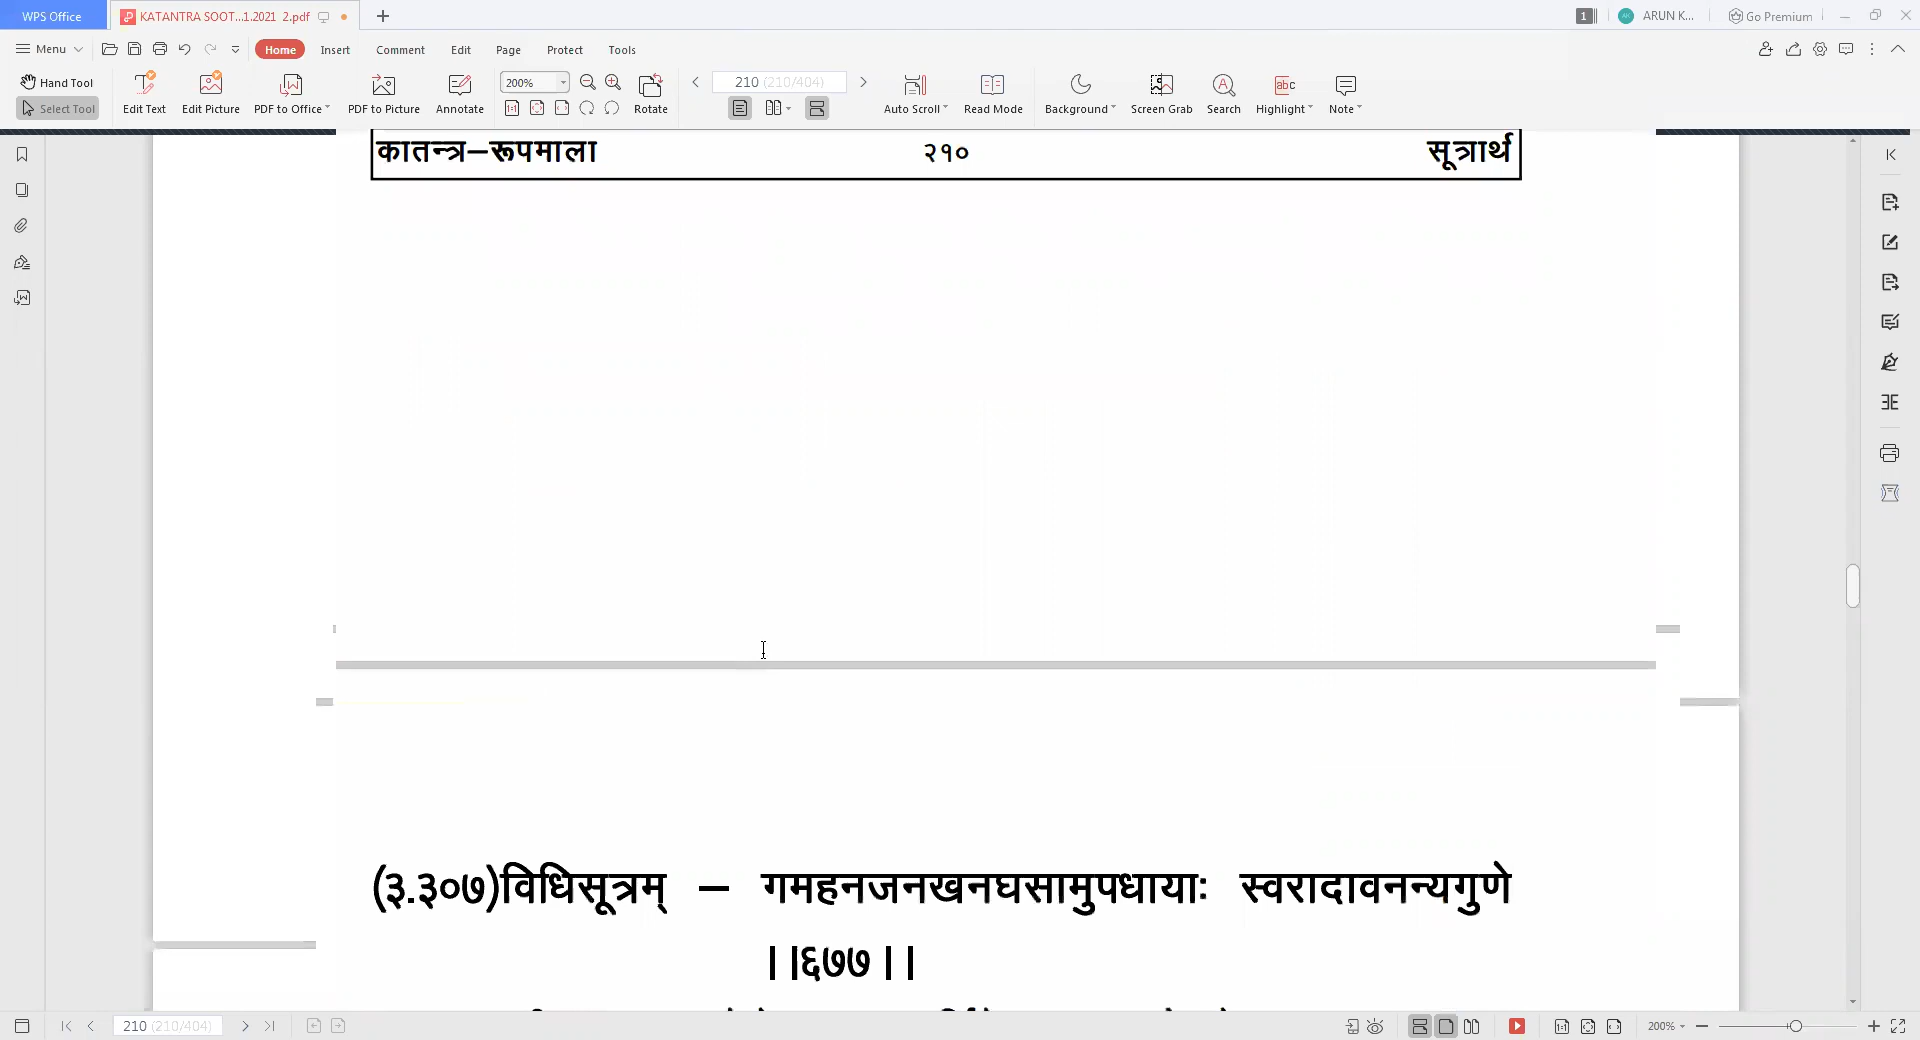 WPS Office
KATANTRA SOOT...1.2021 2.pdf
1
ARUN K...
Go Premium
Menu
Home
Insert
Comment
Edit
Page
Protect
Tools
Hand Tool
Select Tool
Edit Text
Edit Picture
PDF to Office
PDF to Picture
Annotate
200%
Rotate
210 (210/404)
Auto Scroll
Read Mode
Background
Screen Grab
Search
Highlight
Note
कातन्त्र–रूपमाला २१० सूत्रार्थ
(३.३०७)विधिसूत्रम् – गमहनजनखनघसामुपधायाः स्वरादावनन्यगुणे
।।६७७।।
210 (210/404)
200%